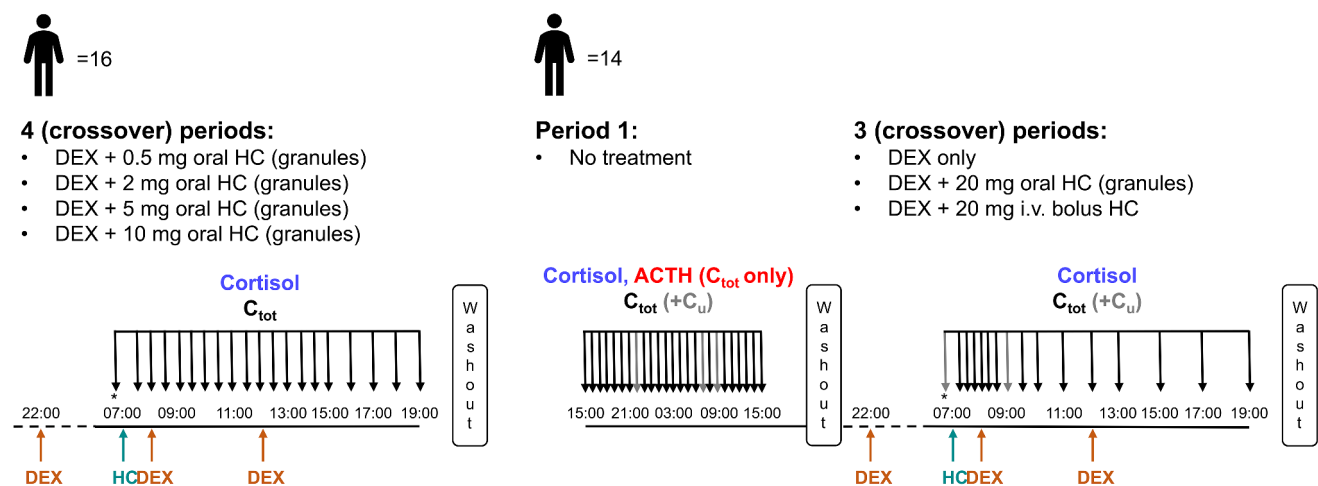 =16
4 (crossover) periods:
• DEX + 0.5 mg oral HC (granules)
• DEX + 2 mg oral HC (granules)
• DEX + 5 mg oral HC (granules)
• DEX + 10 mg oral HC (granules)
Cortisol
Ctot
*
22:00 07:00 09:00 11:00 13:00 15:00 17:00 19:00
DEX HC DEX DEX
Washout
=14
Period 1:
• No treatment
Cortisol, ACTH (Ctot only)
Ctot (+Cu)
15:00 21:00 03:00 09:00 15:00
Washout
3 (crossover) periods:
• DEX only
• DEX + 20 mg oral HC (granules)
• DEX + 20 mg i.v. bolus HC
Cortisol
Ctot (+Cu)
*
22:00 07:00 09:00 11:00 13:00 15:00 17:00 19:00
DEX HC DEX DEX
Washout